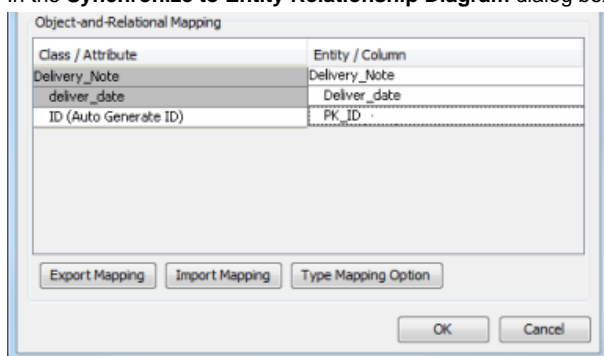 In the Synchronize to Entity Relationship Diagram dialog bo
Object-and-Relational Mapping
Class / Attribute Entity / Column
Delivery_Note Delivery_Note
deliver_date Deliver_date
ID (Auto Generate ID) PK_ID
Export Mapping Import Mapping Type Mapping Option
OK Cancel